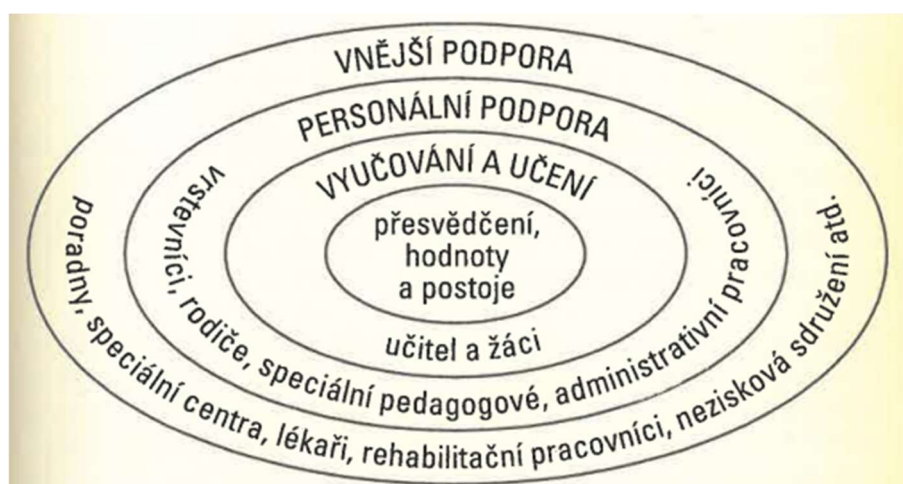 VNĚJŠÍ PODPORA
PERSONÁLNÍ PODPORA
VYUČOVÁNÍ A UČENÍ
přesvědčení,
hodnoty
a postoje
učitel a žáci
vrstevníci, rodiče, speciální pedagogové, administrativní pracovníci
poradny, speciální centra, lékaři, rehabilitační pracovníci, nezisková sdružení atd.